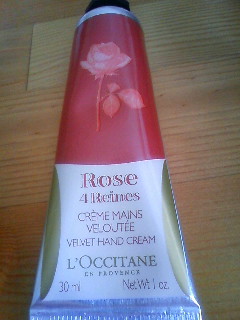 Rose
4 Reines
CRÈME MAINS
VELOUTÉE
VELVET HAND CREAM
L'OCCITANE
EN PROVENCE
30 ml Net Wt. 1 oz.